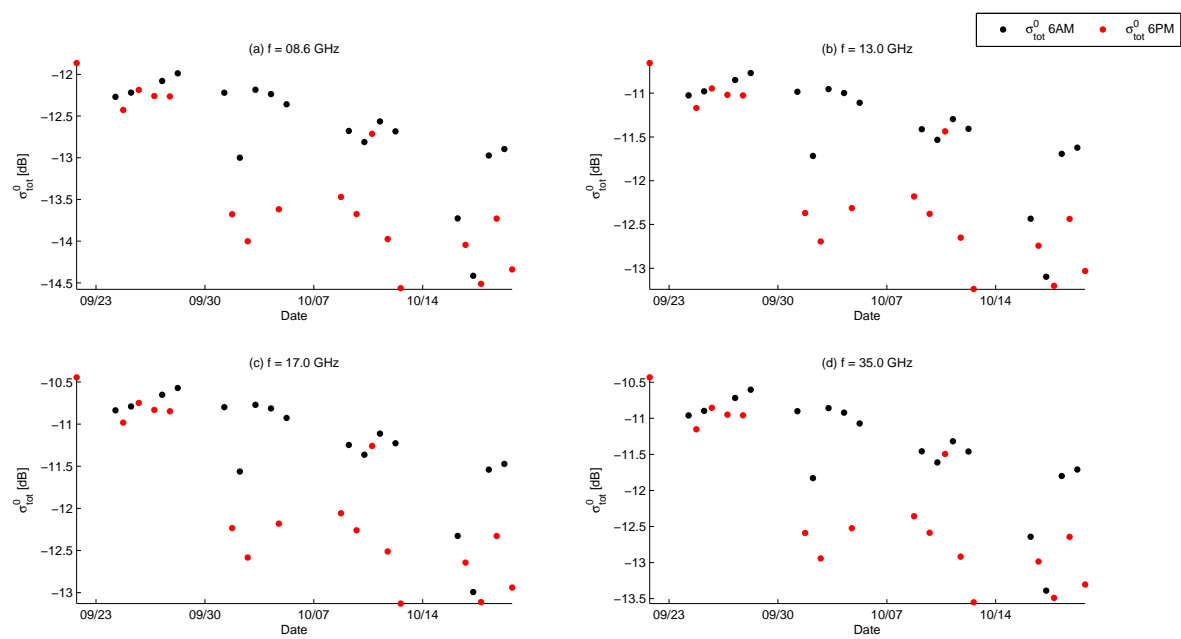 σ⁰tot 6AM σ⁰tot 6PM
(a) f = 08.6 GHz
−12
−12.5
−13
−13.5
−14
−14.5
σ⁰tot [dB]
09/23 09/30 10/07 10/14
Date
(b) f = 13.0 GHz
−11
−11.5
−12
−12.5
−13
σ⁰tot [dB]
09/23 09/30 10/07 10/14
Date
(c) f = 17.0 GHz
−10.5
−11
−11.5
−12
−12.5
−13
σ⁰tot [dB]
09/23 09/30 10/07 10/14
Date
(d) f = 35.0 GHz
−10.5
−11
−11.5
−12
−12.5
−13
−13.5
σ⁰tot [dB]
09/23 09/30 10/07 10/14
Date